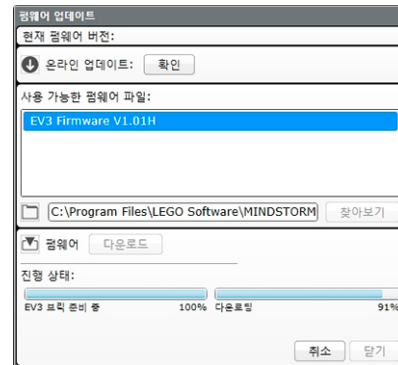 펌웨어 업데이트
현재 펌웨어 버전:
온라인 업데이트: 확인
사용 가능한 펌웨어 파일:
EV3 Firmware V1.01H
C:\Program Files\LEGO Software\MINDSTORM 찾아보기
펌웨어 다운로드
진행 상태:
EV3 브릭 준비 중 100% 다운로딩 91%
취소 닫기